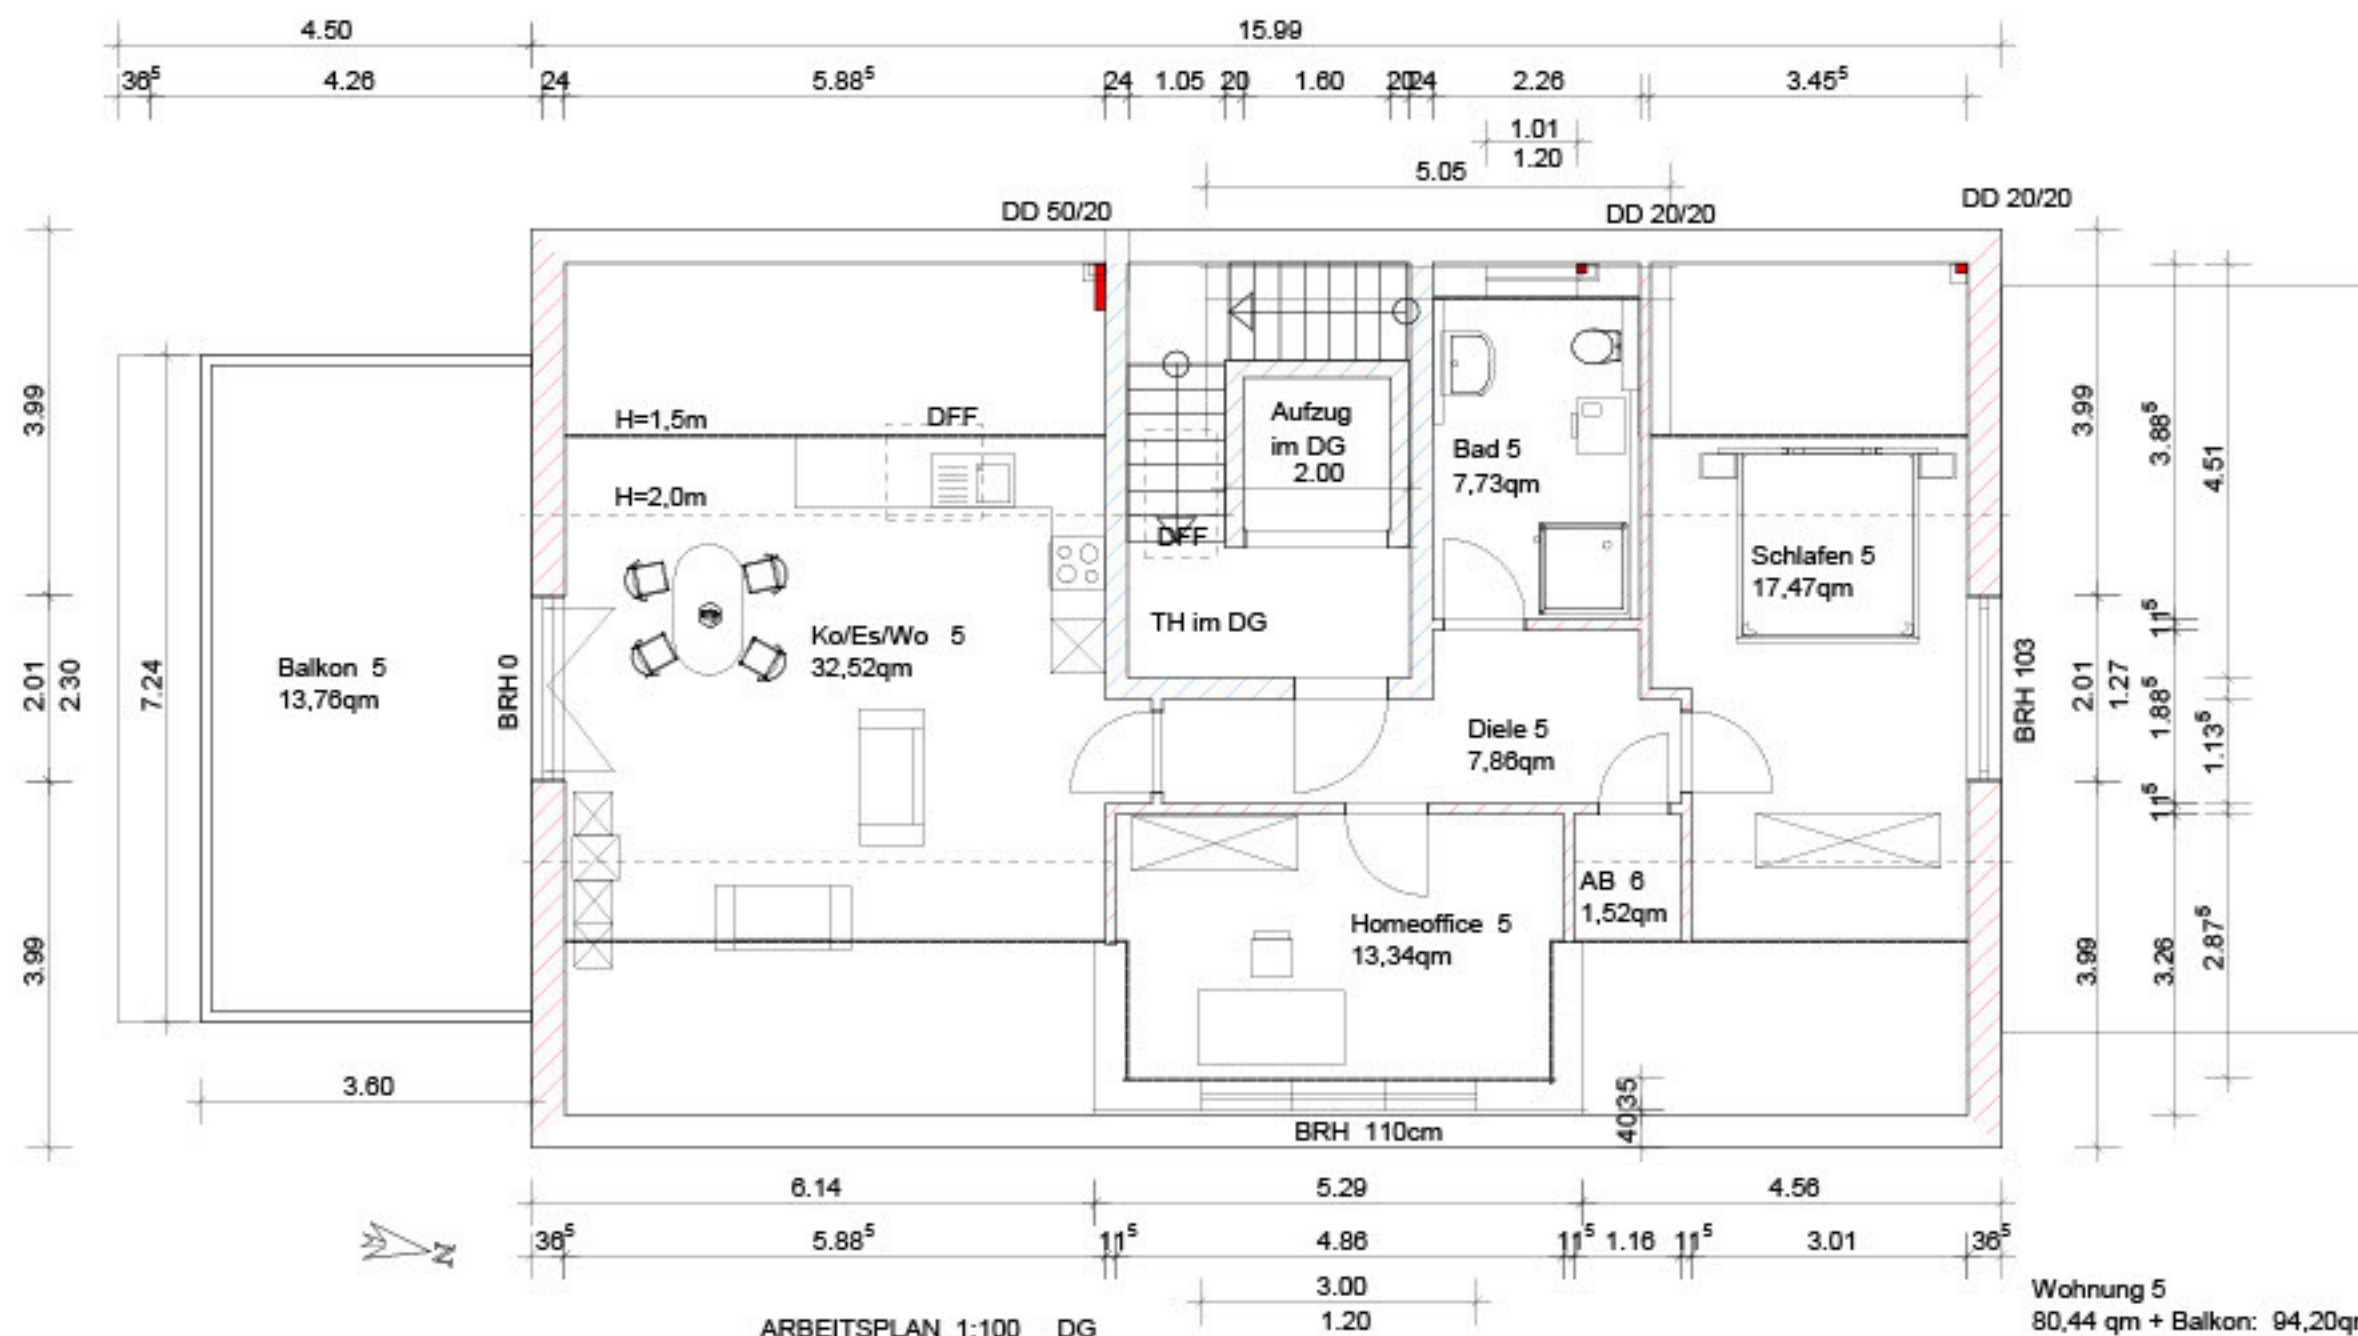 4.50 15.99
36⁵ 4.26 24 5.88⁵ 24 1.05 20 1.60 20 24 2.26 3.45⁵
1.01
1.20
5.05
DD 50/20
DD 20/20
DD 20/20
3.99
2.01
2.30
3.99
7.24
3.60
Balkon 5
13,76qm
BRH 0
H=1,5m
H=2,0m
DFF
Ko/Es/Wo 5
32,52qm
DFF
TH im DG
Aufzug
im DG
2.00
Bad 5
7,73qm
Schlafen 5
17,47qm
Diele 5
7,86qm
AB 6
1,52qm
Homeoffice 5
13,34qm
BRH 110cm
40 35
BRH 103
3.99
2.01
1.27
3.99
3.88⁵
11⁵
1.88⁵
11⁵
3.26
4.51
1.13⁵
2.87⁵
6.14 5.29 4.56
36⁵ 5.88⁵ 11⁵ 4.86 11⁵ 1.16 11⁵ 3.01 36⁵
3.00
1.20
N
ARBEITSPLAN 1:100 DG
Wohnung 5
80,44 qm + Balkon: 94,20qm